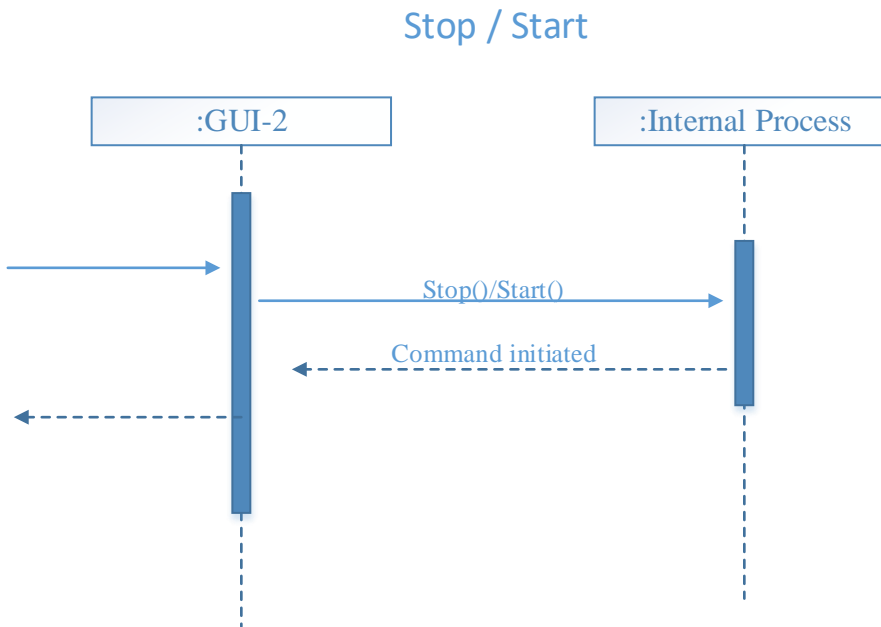 Stop / Start
:GUI-2
:Internal Process
Stop()/Start()
Command initiated